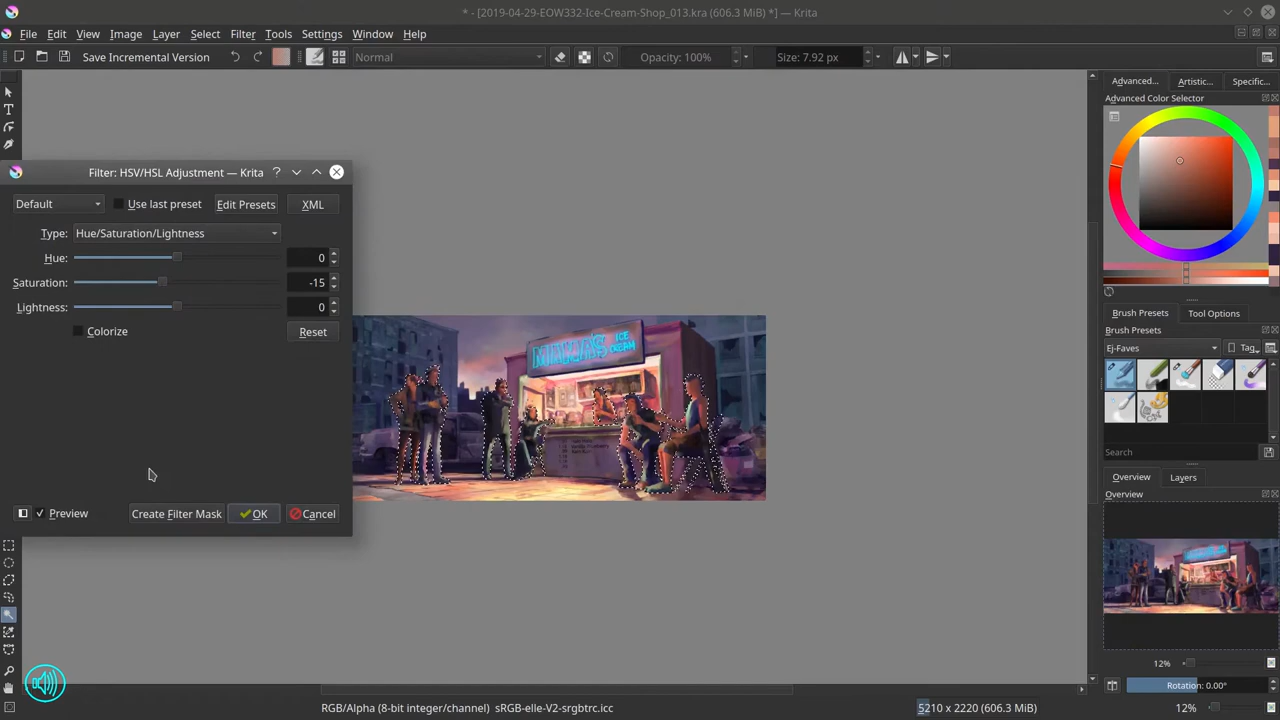 * - [2019-04-29-EOW332-Ice-Cream-Shop_013.kra (606.3 MiB) *] — Krita
File Edit View Image Layer Select Filter Tools Settings Window Help
Save Incremental Version Normal Opacity: 100% Size: 7.92 px
Advanced... Artistic... Specific...
Advanced Color Selector
Filter: HSV/HSL Adjustment — Krita ?
Default Use last preset Edit Presets XML
Type: Hue/Saturation/Lightness
Hue: 0
Saturation: -15
Lightness: 0
Colorize Reset
Preview Create Filter Mask OK Cancel
ICE
CREAM
Brush Presets Tool Options
Brush Presets
Ej-Faves Tag
Search
Overview Layers
Overview
12%
Rotation: 0.00°
RGB/Alpha (8-bit integer/channel) sRGB-elle-V2-srgbtrc.icc 5210 x 2220 (606.3 MiB) 12%